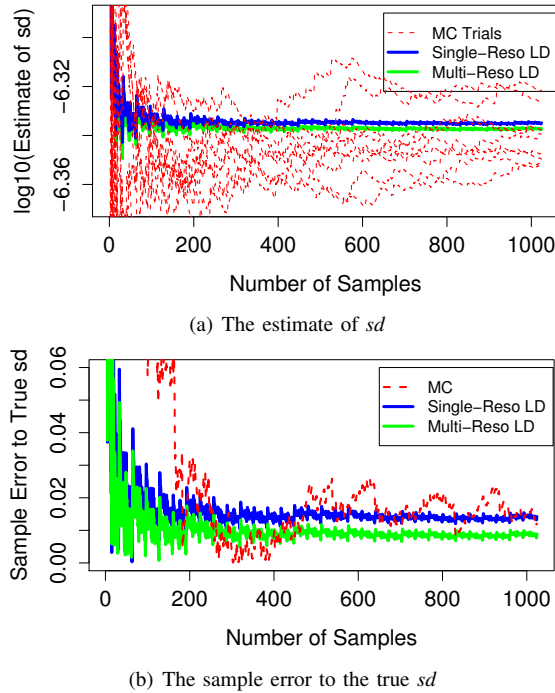 log10(Estimate of sd)
−6.32
−6.36
MC Trials
Single−Reso LD
Multi−Reso LD
0 200 400 600 800 1000
Number of Samples
(a) The estimate of sd
Sample Error to True sd
0.06
0.04
0.02
0.00
MC
Single−Reso LD
Multi−Reso LD
0 200 400 600 800 1000
Number of Samples
(b) The sample error to the true sd